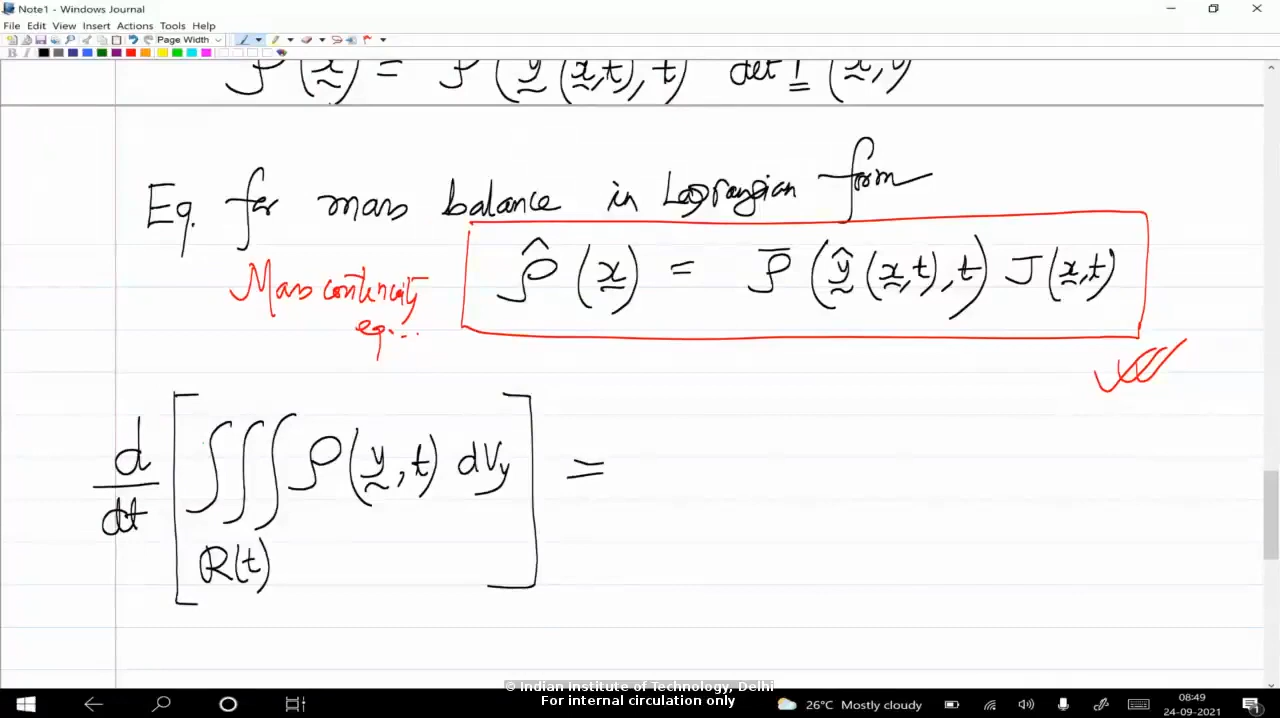 Note1 - Windows Journal
File Edit View Insert Actions Tools Help
Page Width
Eq. for mass balance in Lagrangian form
Mass continuity eq...
ρ̂ (x̰) = ρ̄ (ŷ̰ (x̰,t), t) J(x̰,t)
d/dt [ ∭_R(t) ρ(y̰, t) dV_y ] =
© Indian Institute of Technology, Delhi
For internal circulation only
26°C Mostly cloudy
08:49
24-09-2021